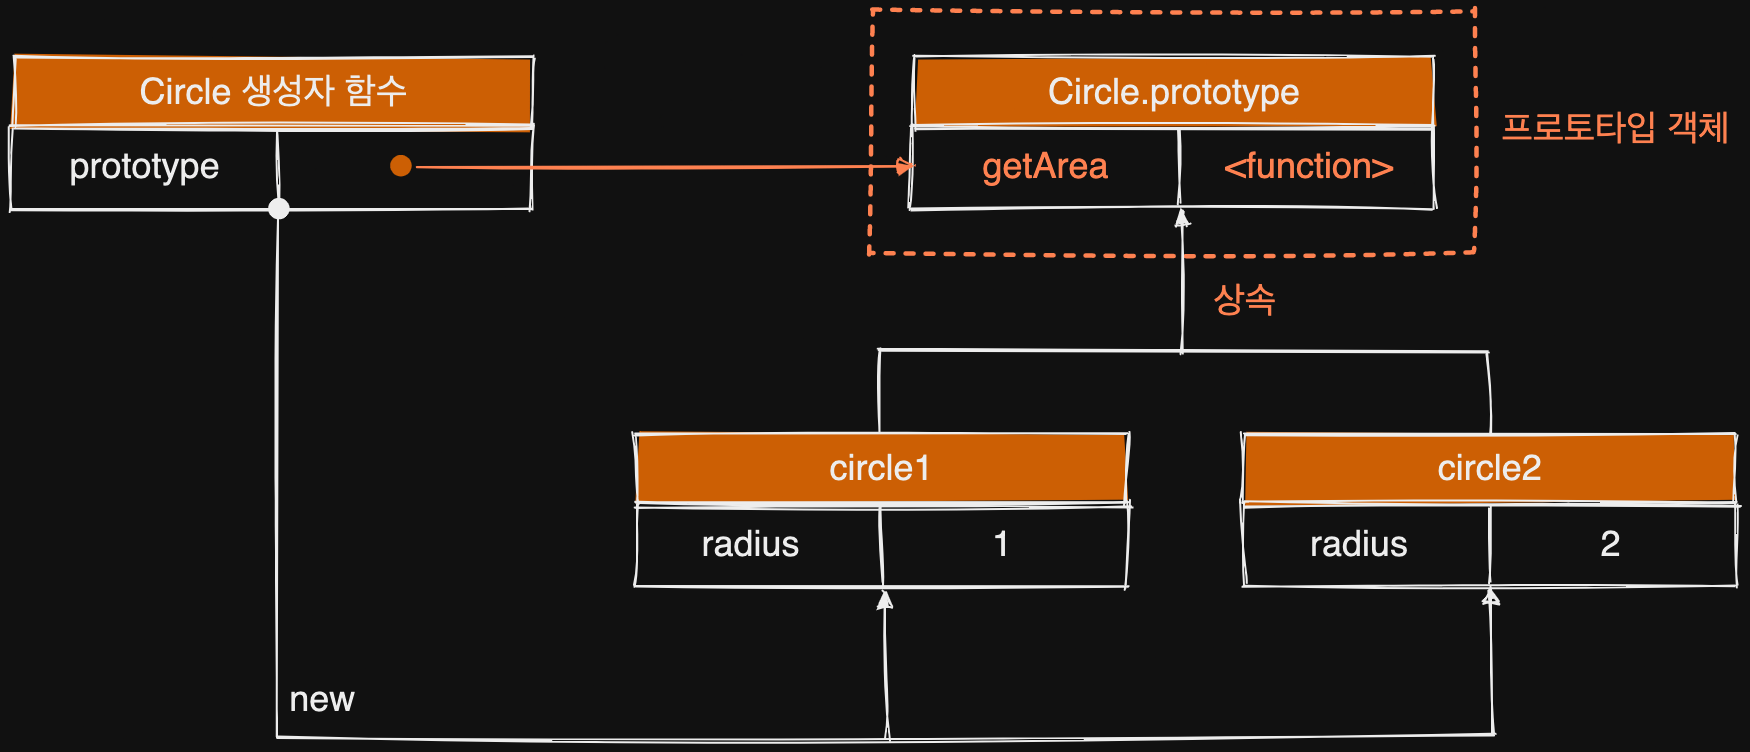 Circle 생성자 함수
prototype
Circle.prototype
getArea
<function>
프로토타입 객체
상속
circle1
radius
1
circle2
radius
2
new